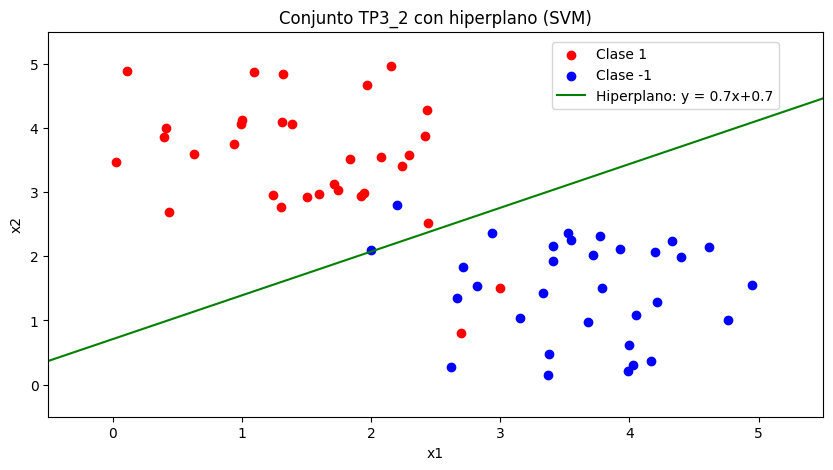 Conjunto TP3_2 con hiperplano (SVM)
Clase 1
Clase -1
Hiperplano: y = 0.7x+0.7
x2
5
4
3
2
1
0
0 1 2 3 4 5
x1